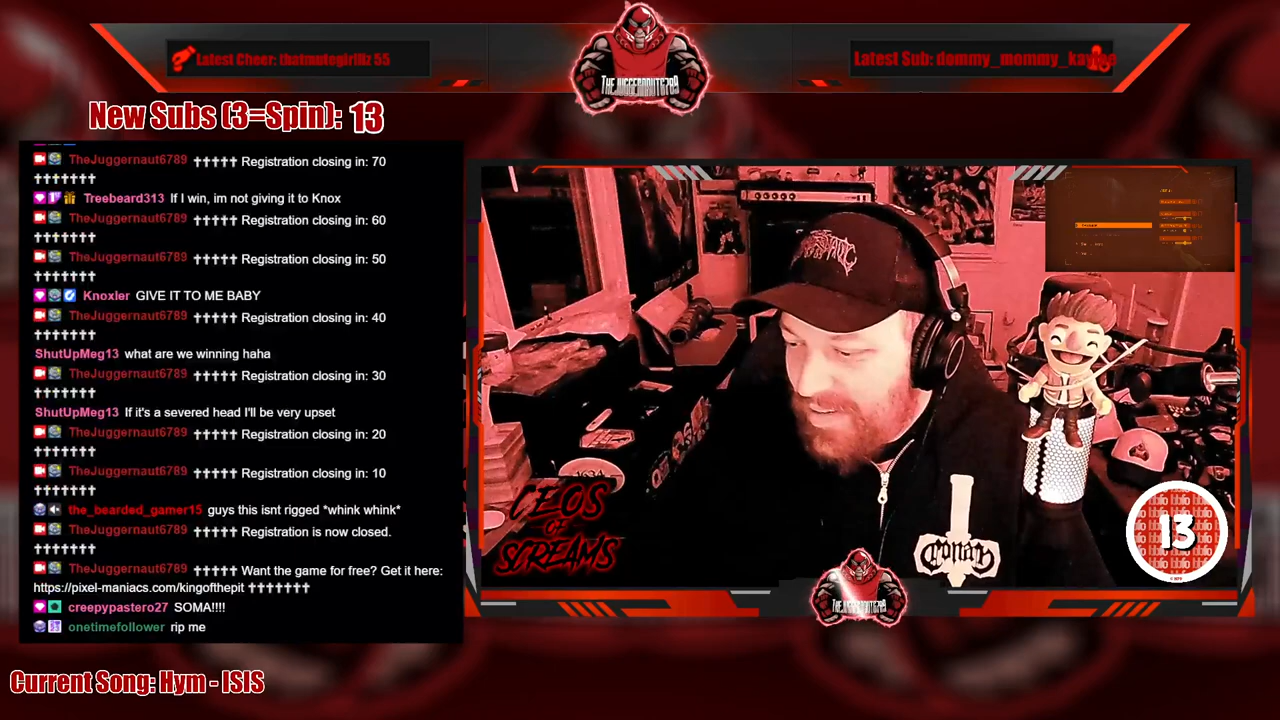 Latest Cheer: thatmutegirlliz 55
THEJUGGERNAUT6789
Latest Sub: dommy_mommy_kay
New Subs (3=Spin): 13
TheJuggernaut6789 ✝✝✝✝✝ Registration closing in: 70
✝✝✝✝✝✝✝
Treebeard313 If I win, im not giving it to Knox
TheJuggernaut6789 ✝✝✝✝✝ Registration closing in: 60
✝✝✝✝✝✝✝
TheJuggernaut6789 ✝✝✝✝✝ Registration closing in: 50
✝✝✝✝✝✝✝
Knoxler GIVE IT TO ME BABY
TheJuggernaut6789 ✝✝✝✝✝ Registration closing in: 40
✝✝✝✝✝✝✝
ShutUpMeg13 what are we winning haha
TheJuggernaut6789 ✝✝✝✝✝ Registration closing in: 30
✝✝✝✝✝✝✝
ShutUpMeg13 If it's a severed head I'll be very upset
TheJuggernaut6789 ✝✝✝✝✝ Registration closing in: 20
✝✝✝✝✝✝✝
TheJuggernaut6789 ✝✝✝✝✝ Registration closing in: 10
✝✝✝✝✝✝✝
the_bearded_gamer15 guys this isnt rigged *whink whink*
TheJuggernaut6789 ✝✝✝✝✝ Registration is now closed.
✝✝✝✝✝✝✝
TheJuggernaut6789 ✝✝✝✝✝ Want the game for free? Get it here:
https://pixel-maniacs.com/kingofthepit ✝✝✝✝✝✝✝
creepypastero27 SOMA!!!!
onetimefollower rip me
CEOS
OF
SCREAMS
CONAN
13
THEJUGGERNAUT6789
Current Song: Hym - ISIS